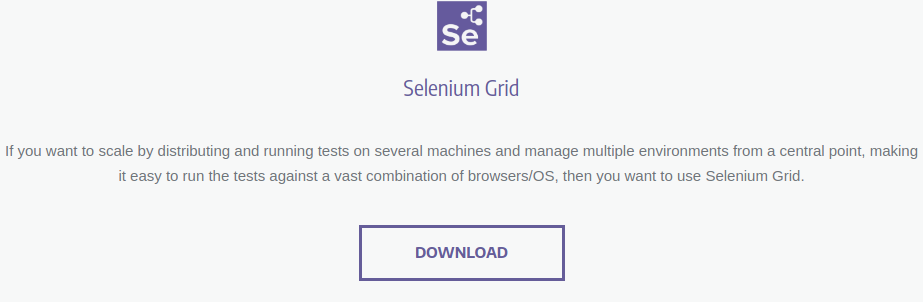 Se
Selenium Grid
If you want to scale by distributing and running tests on several machines and manage multiple environments from a central point, making
it easy to run the tests against a vast combination of browsers/OS, then you want to use Selenium Grid.
DOWNLOAD